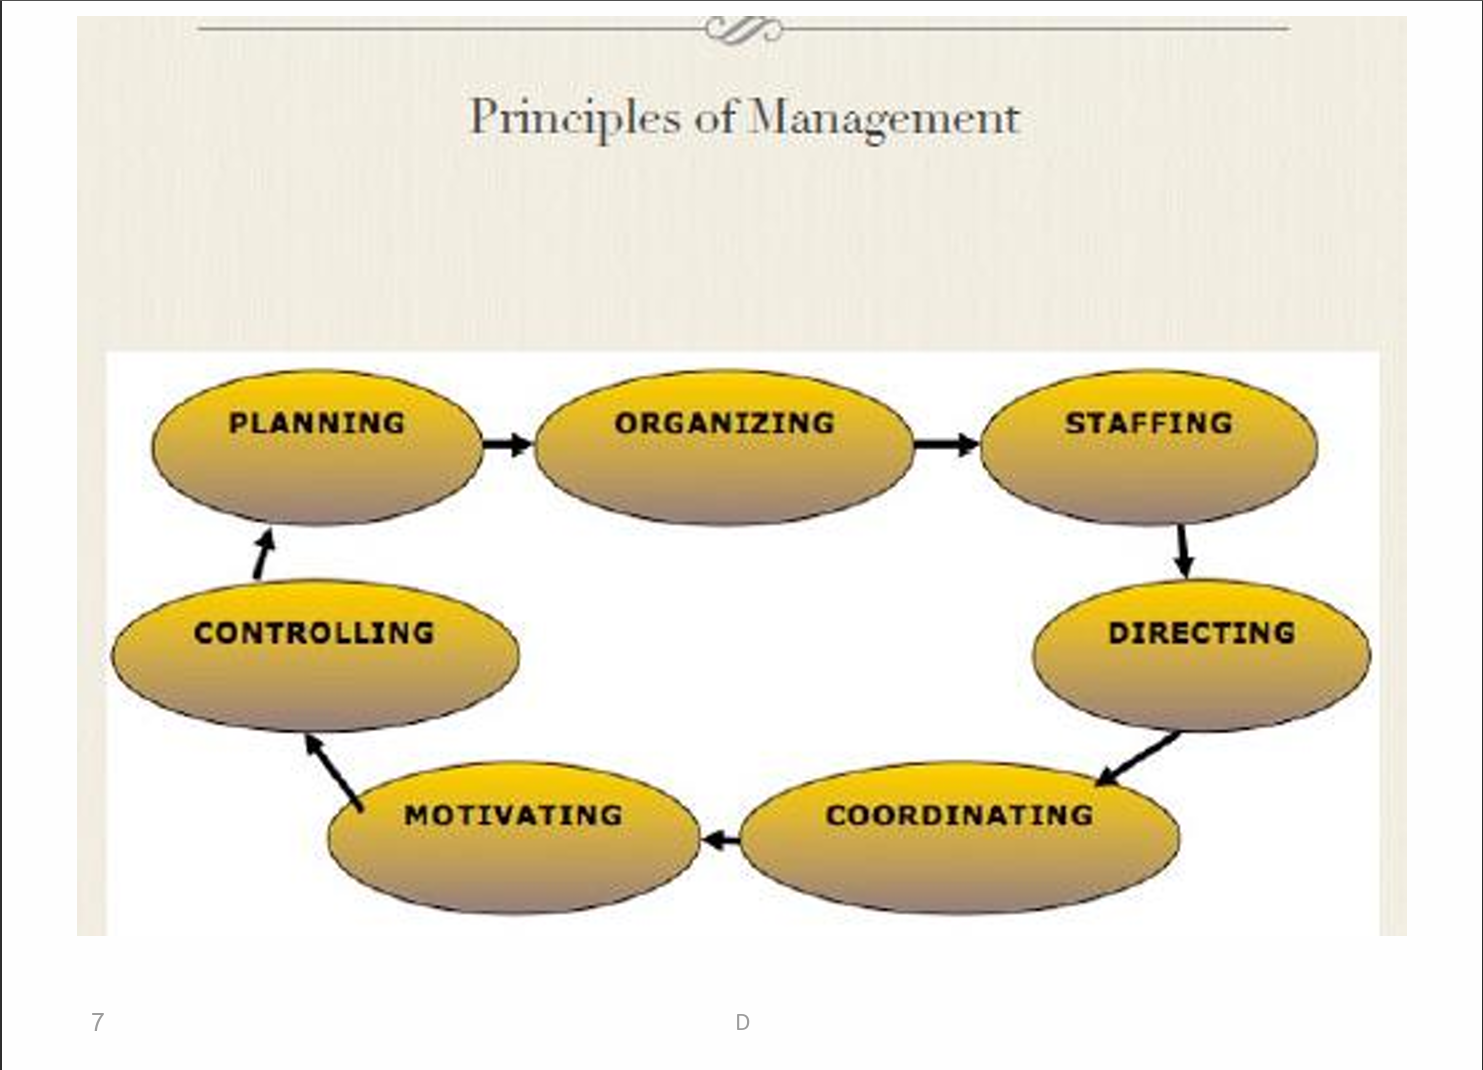 Principles of Management
PLANNING
ORGANIZING
STAFFING
CONTROLLING
DIRECTING
MOTIVATING
COORDINATING
7
D